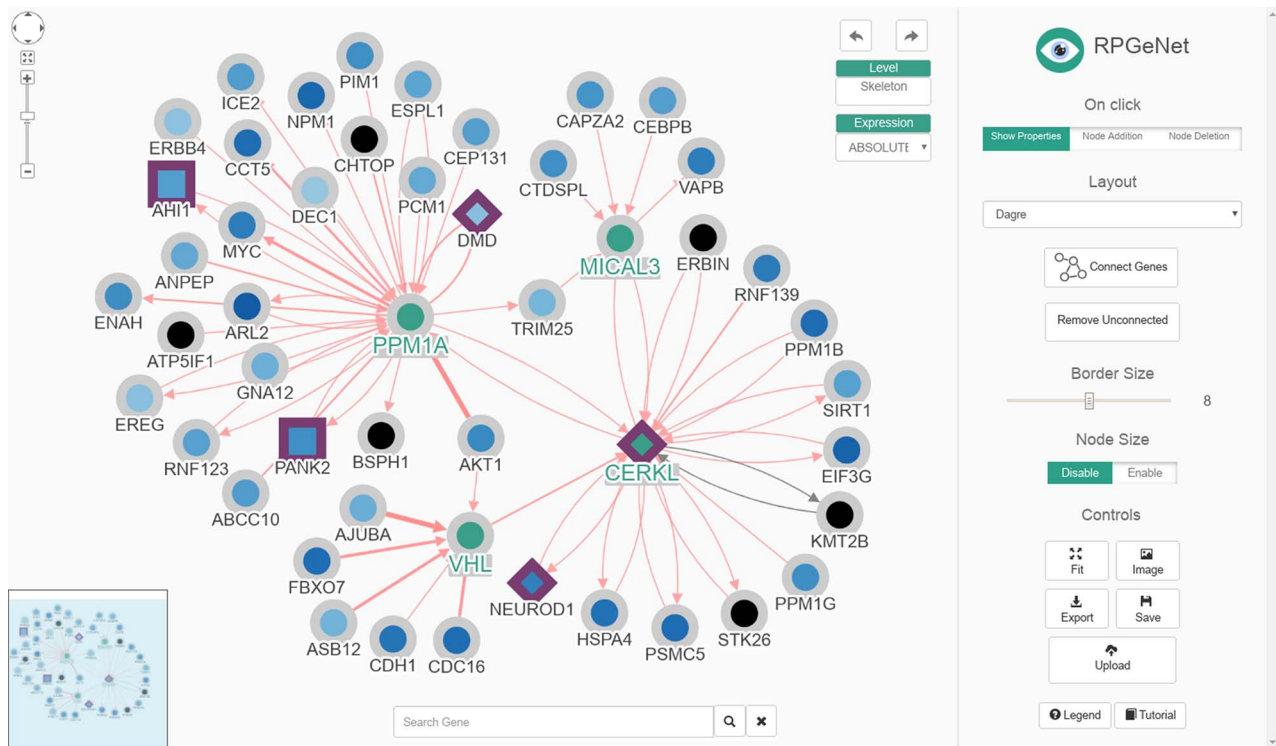 PIM1
ICE2
ESPL1
NPM1
ERBB4
CHTOP
CEP131
CCT5
AHI1
DEC1
PCM1
DMD
MYC
ANPEP
ENAH
ARL2
PPM1A
TRIM25
ATP5IF1
GNA12
EREG
RNF123
PANK2
BSPH1
AKT1
ABCC10
AJUBA
FBXO7
VHL
ASB12
CDH1
CDC16
CAPZA2
CEBPB
CTDSPL
VAPB
MICAL3
ERBIN
RNF139
PPM1B
SIRT1
CERKL
EIF3G
KMT2B
NEUROD1
HSPA4
PSMC5
STK26
PPM1G
Level
Skeleton
Expression
ABSOLUTE
Search Gene
RPGeNet
On click
Show Properties Node Addition Node Deletion
Layout
Dagre
Connect Genes
Remove Unconnected
Border Size
8
Node Size
Disable Enable
Controls
Fit Image
Export Save
Upload
Legend Tutorial